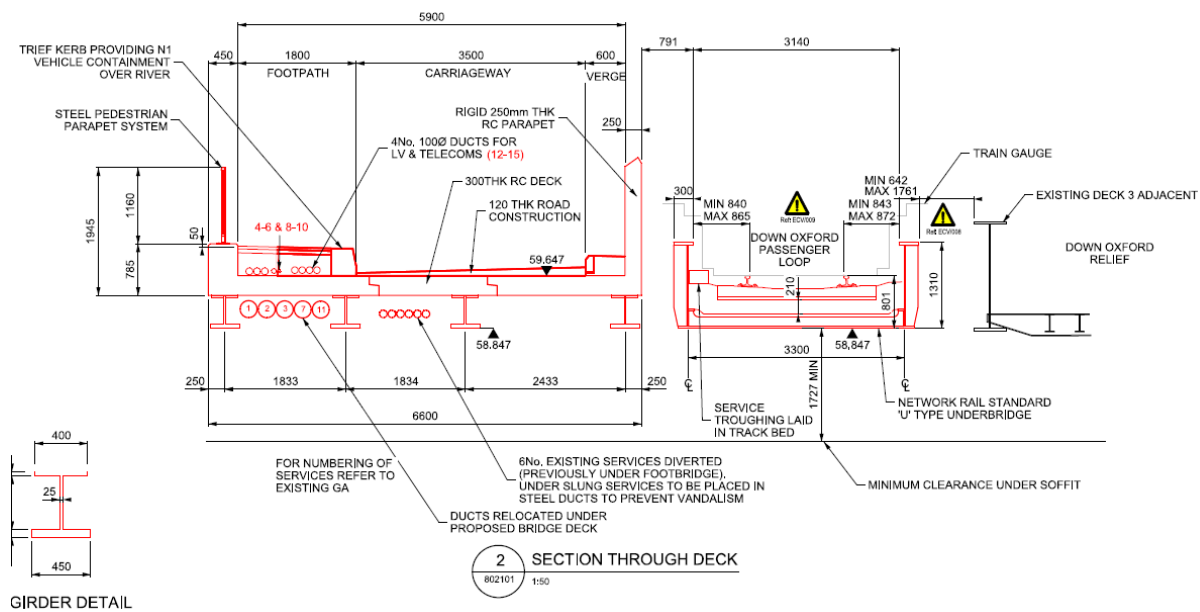 5900
450
1800
3500
600
791
3140
FOOTPATH
CARRIAGEWAY
VERGE
TRIEF KERB PROVIDING N1
VEHICLE CONTAINMENT
OVER RIVER
STEEL PEDESTRIAN
PARAPET SYSTEM
RIGID 250mm THK
RC PARAPET
250
4No. 100Ø DUCTS FOR
LV & TELECOMS (12-15)
300THK RC DECK
120 THK ROAD
CONSTRUCTION
TRAIN GAUGE
MIN 642
MAX 1761
EXISTING DECK 3 ADJACENT
300
MIN 840
MAX 865
Ref: ECV/009
MIN 843
MAX 872
Ref: ECV/008
DOWN OXFORD
PASSENGER
LOOP
DOWN OXFORD
RELIEF
1945
1160
50
785
4-6 & 8-10
59.647
210
801
1310
1
2
3
7
11
58.847
58,847
250
1833
1834
2433
250
3300
6600
1727 MIN
SERVICE
TROUGHING LAID
IN TRACK BED
NETWORK RAIL STANDARD
'U' TYPE UNDERBRIDGE
FOR NUMBERING OF
SERVICES REFER TO
EXISTING GA
6No. EXISTING SERVICES DIVERTED
(PREVIOUSLY UNDER FOOTBRIDGE).
UNDER SLUNG SERVICES TO BE PLACED IN
STEEL DUCTS TO PREVENT VANDALISM
MINIMUM CLEARANCE UNDER SOFFIT
DUCTS RELOCATED UNDER
PROPOSED BRIDGE DECK
400
25
450
GIRDER DETAIL
2
802101
SECTION THROUGH DECK
1:50